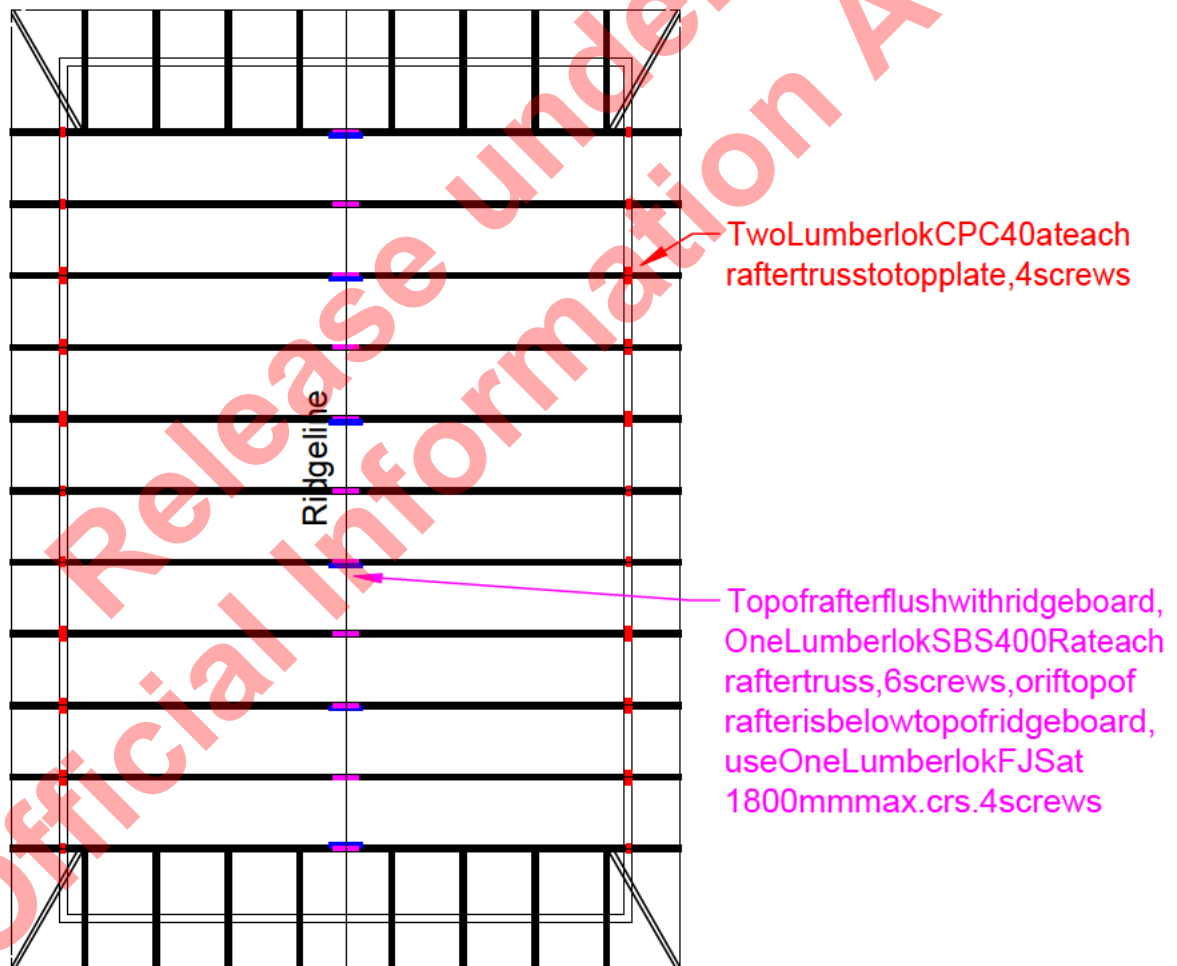 Release under
Official Information A
Ridgeline
TwoLumberlokCPC40ateach
raftertrusstotopplate,4screws
Topofrafterflushwithridgeboard,
OneLumberlokSBS400Rateach
raftertruss,6screws,oriftopof
rafterisbelowtopofridgeboard,
useOneLumberlokFJSat
1800mmmax.crs.4screws